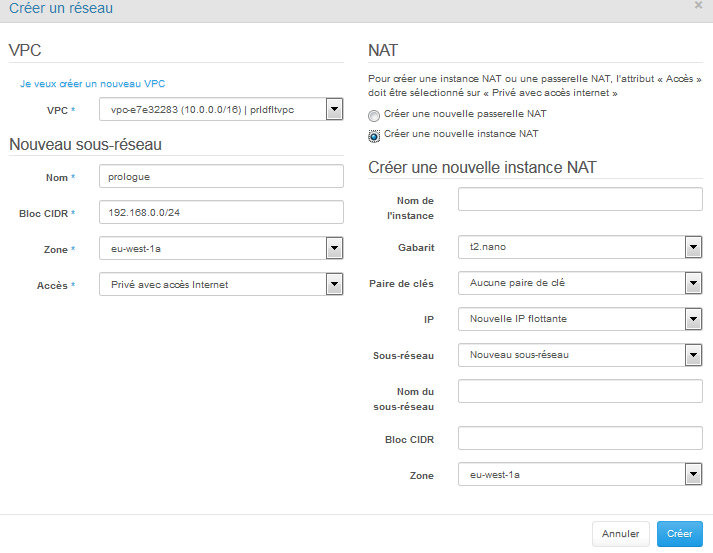 Créer un réseau
×
VPC
Je veux créer un nouveau VPC
VPC *
vpc-e7e32283 (10.0.0.0/16) | prldfltvpc
Nouveau sous-réseau
Nom *
prologue
Bloc CIDR *
192.168.0.0/24
Zone *
eu-west-1a
Accès *
Privé avec accès Internet
NAT
Pour créer une instance NAT ou une passerelle NAT, l'attribut « Accès »
doit être sélectionné sur « Privé avec accès internet »
Créer une nouvelle passerelle NAT
Créer une nouvelle instance NAT
Créer une nouvelle instance NAT
Nom de
l'instance
Gabarit
t2.nano
Paire de clés
Aucune paire de clé
IP
Nouvelle IP flottante
Sous-réseau
Nouveau sous-réseau
Nom du
sous-réseau
Bloc CIDR
Zone
eu-west-1a
Annuler
Créer